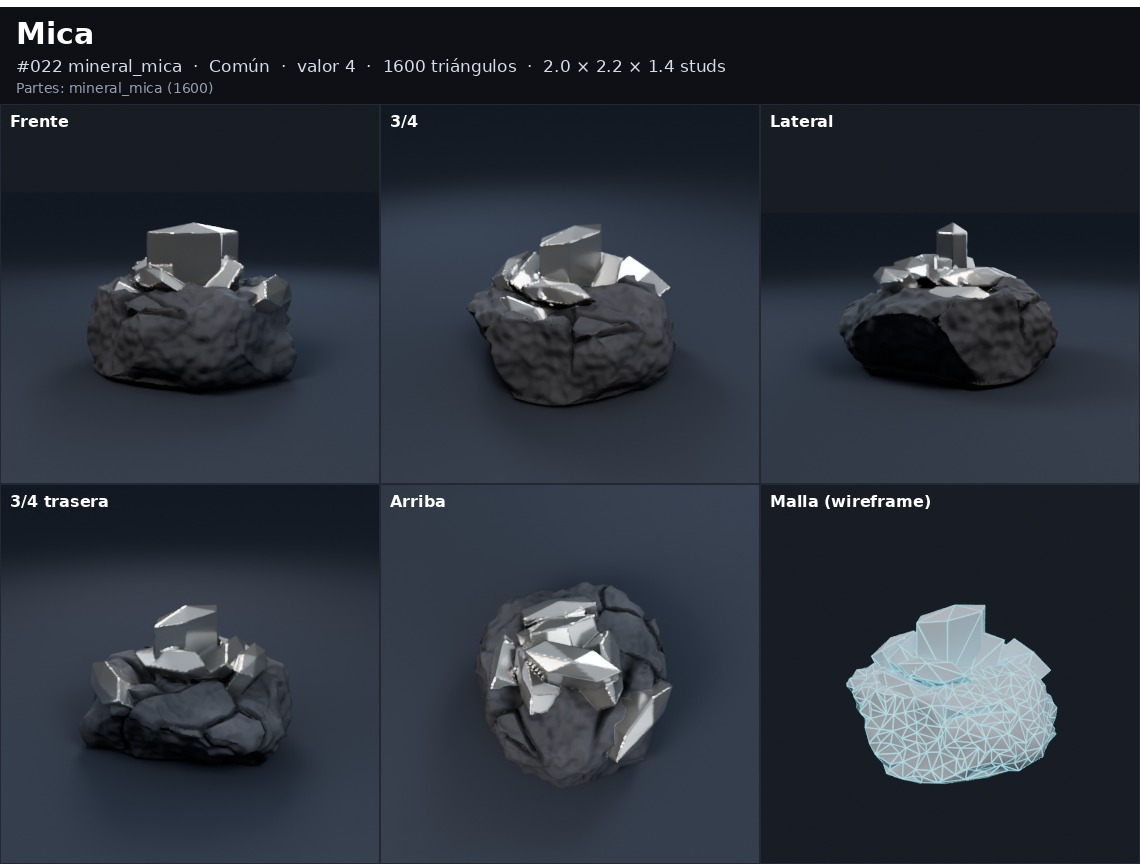 Mica
#022 mineral_mica · Común · valor 4 · 1600 triángulos · 2.0 × 2.2 × 1.4 studs
Partes: mineral_mica (1600)
Frente
3/4
Lateral
3/4 trasera
Arriba
Malla (wireframe)